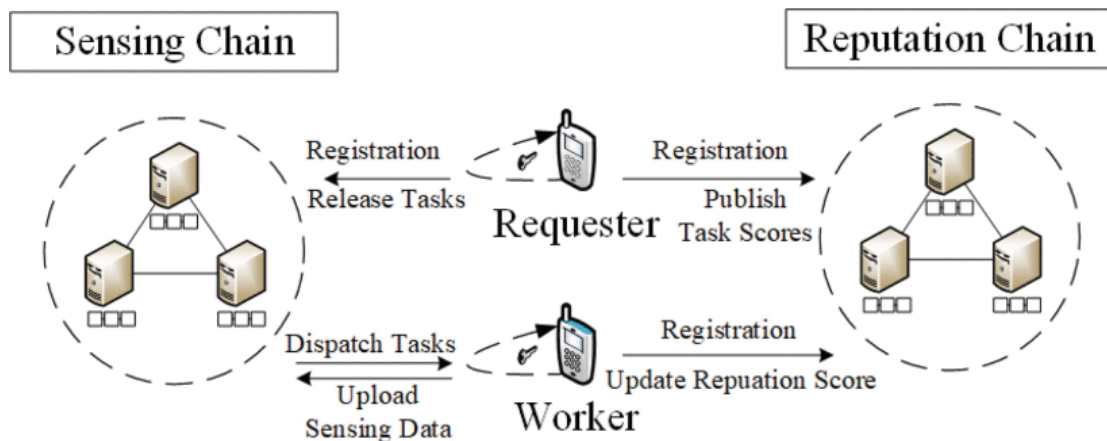 Sensing Chain
Reputation Chain
Registration
Release Tasks
Requester
Registration
Publish
Task Scores
Dispatch Tasks
Upload
Sensing Data
Worker
Registration
Update Repuation Score